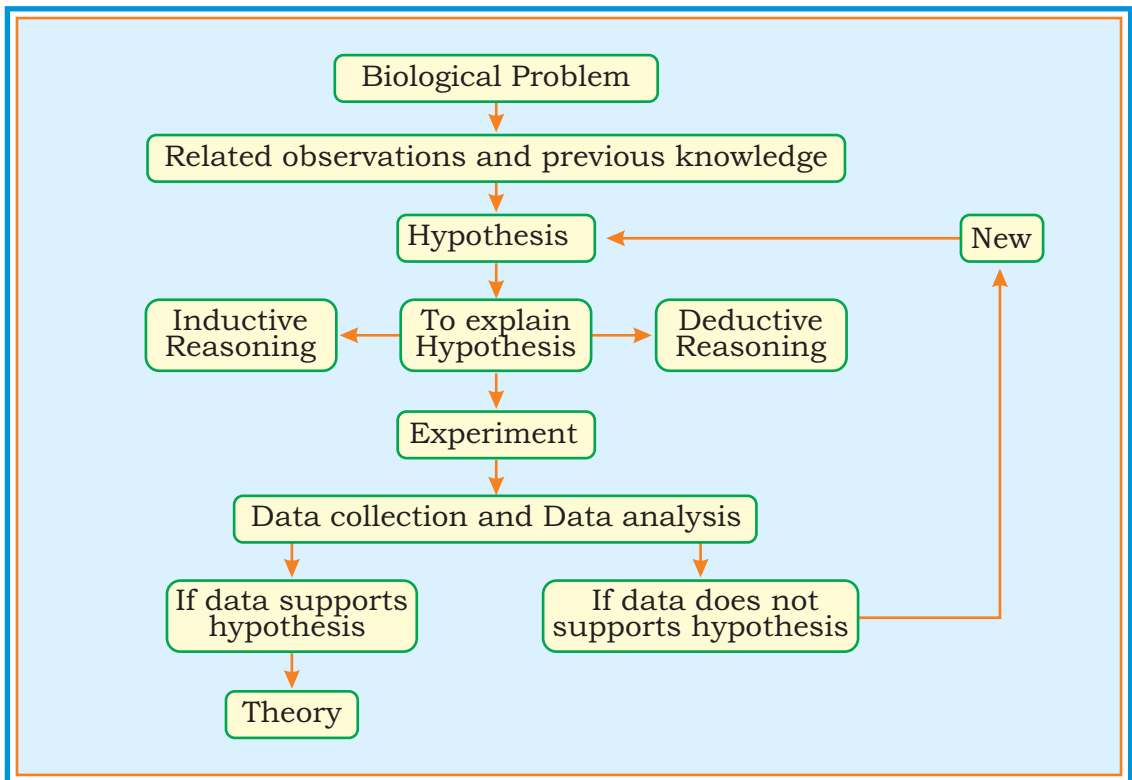 Biological Problem
Related observations and previous knowledge
Hypothesis
New
Inductive
Reasoning
To explain
Hypothesis
Deductive
Reasoning
Experiment
Data collection and Data analysis
If data supports
hypothesis
If data does not
supports hypothesis
Theory